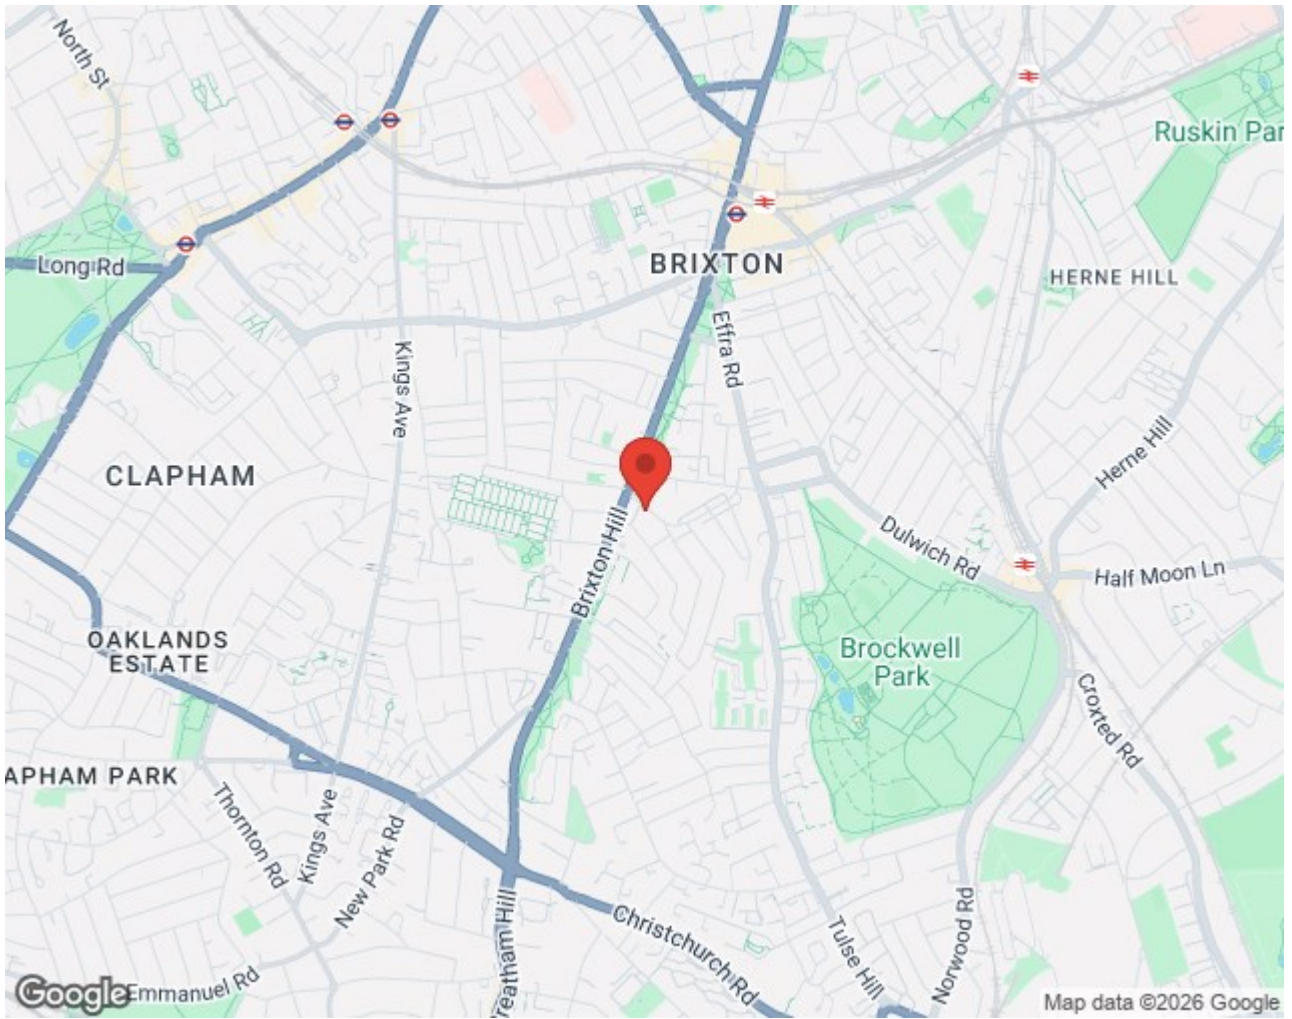 North St
Ruskin Par
Long Rd
BRIXTON
HERNE HILL
Effra Rd
Kings Ave
Herne Hill
CLAPHAM
Dulwich Rd
Half Moon Ln
Brixton Hill
OAKLANDS
ESTATE
Brockwell
Park
Croxted Rd
APHAM PARK
Thornton Rd
Kings Ave
New Park Rd
Streatham Hill
Christchurch Rd
Tulse Hill
Norwood Rd
Emmanuel Rd
Google
Map data ©2026 Google